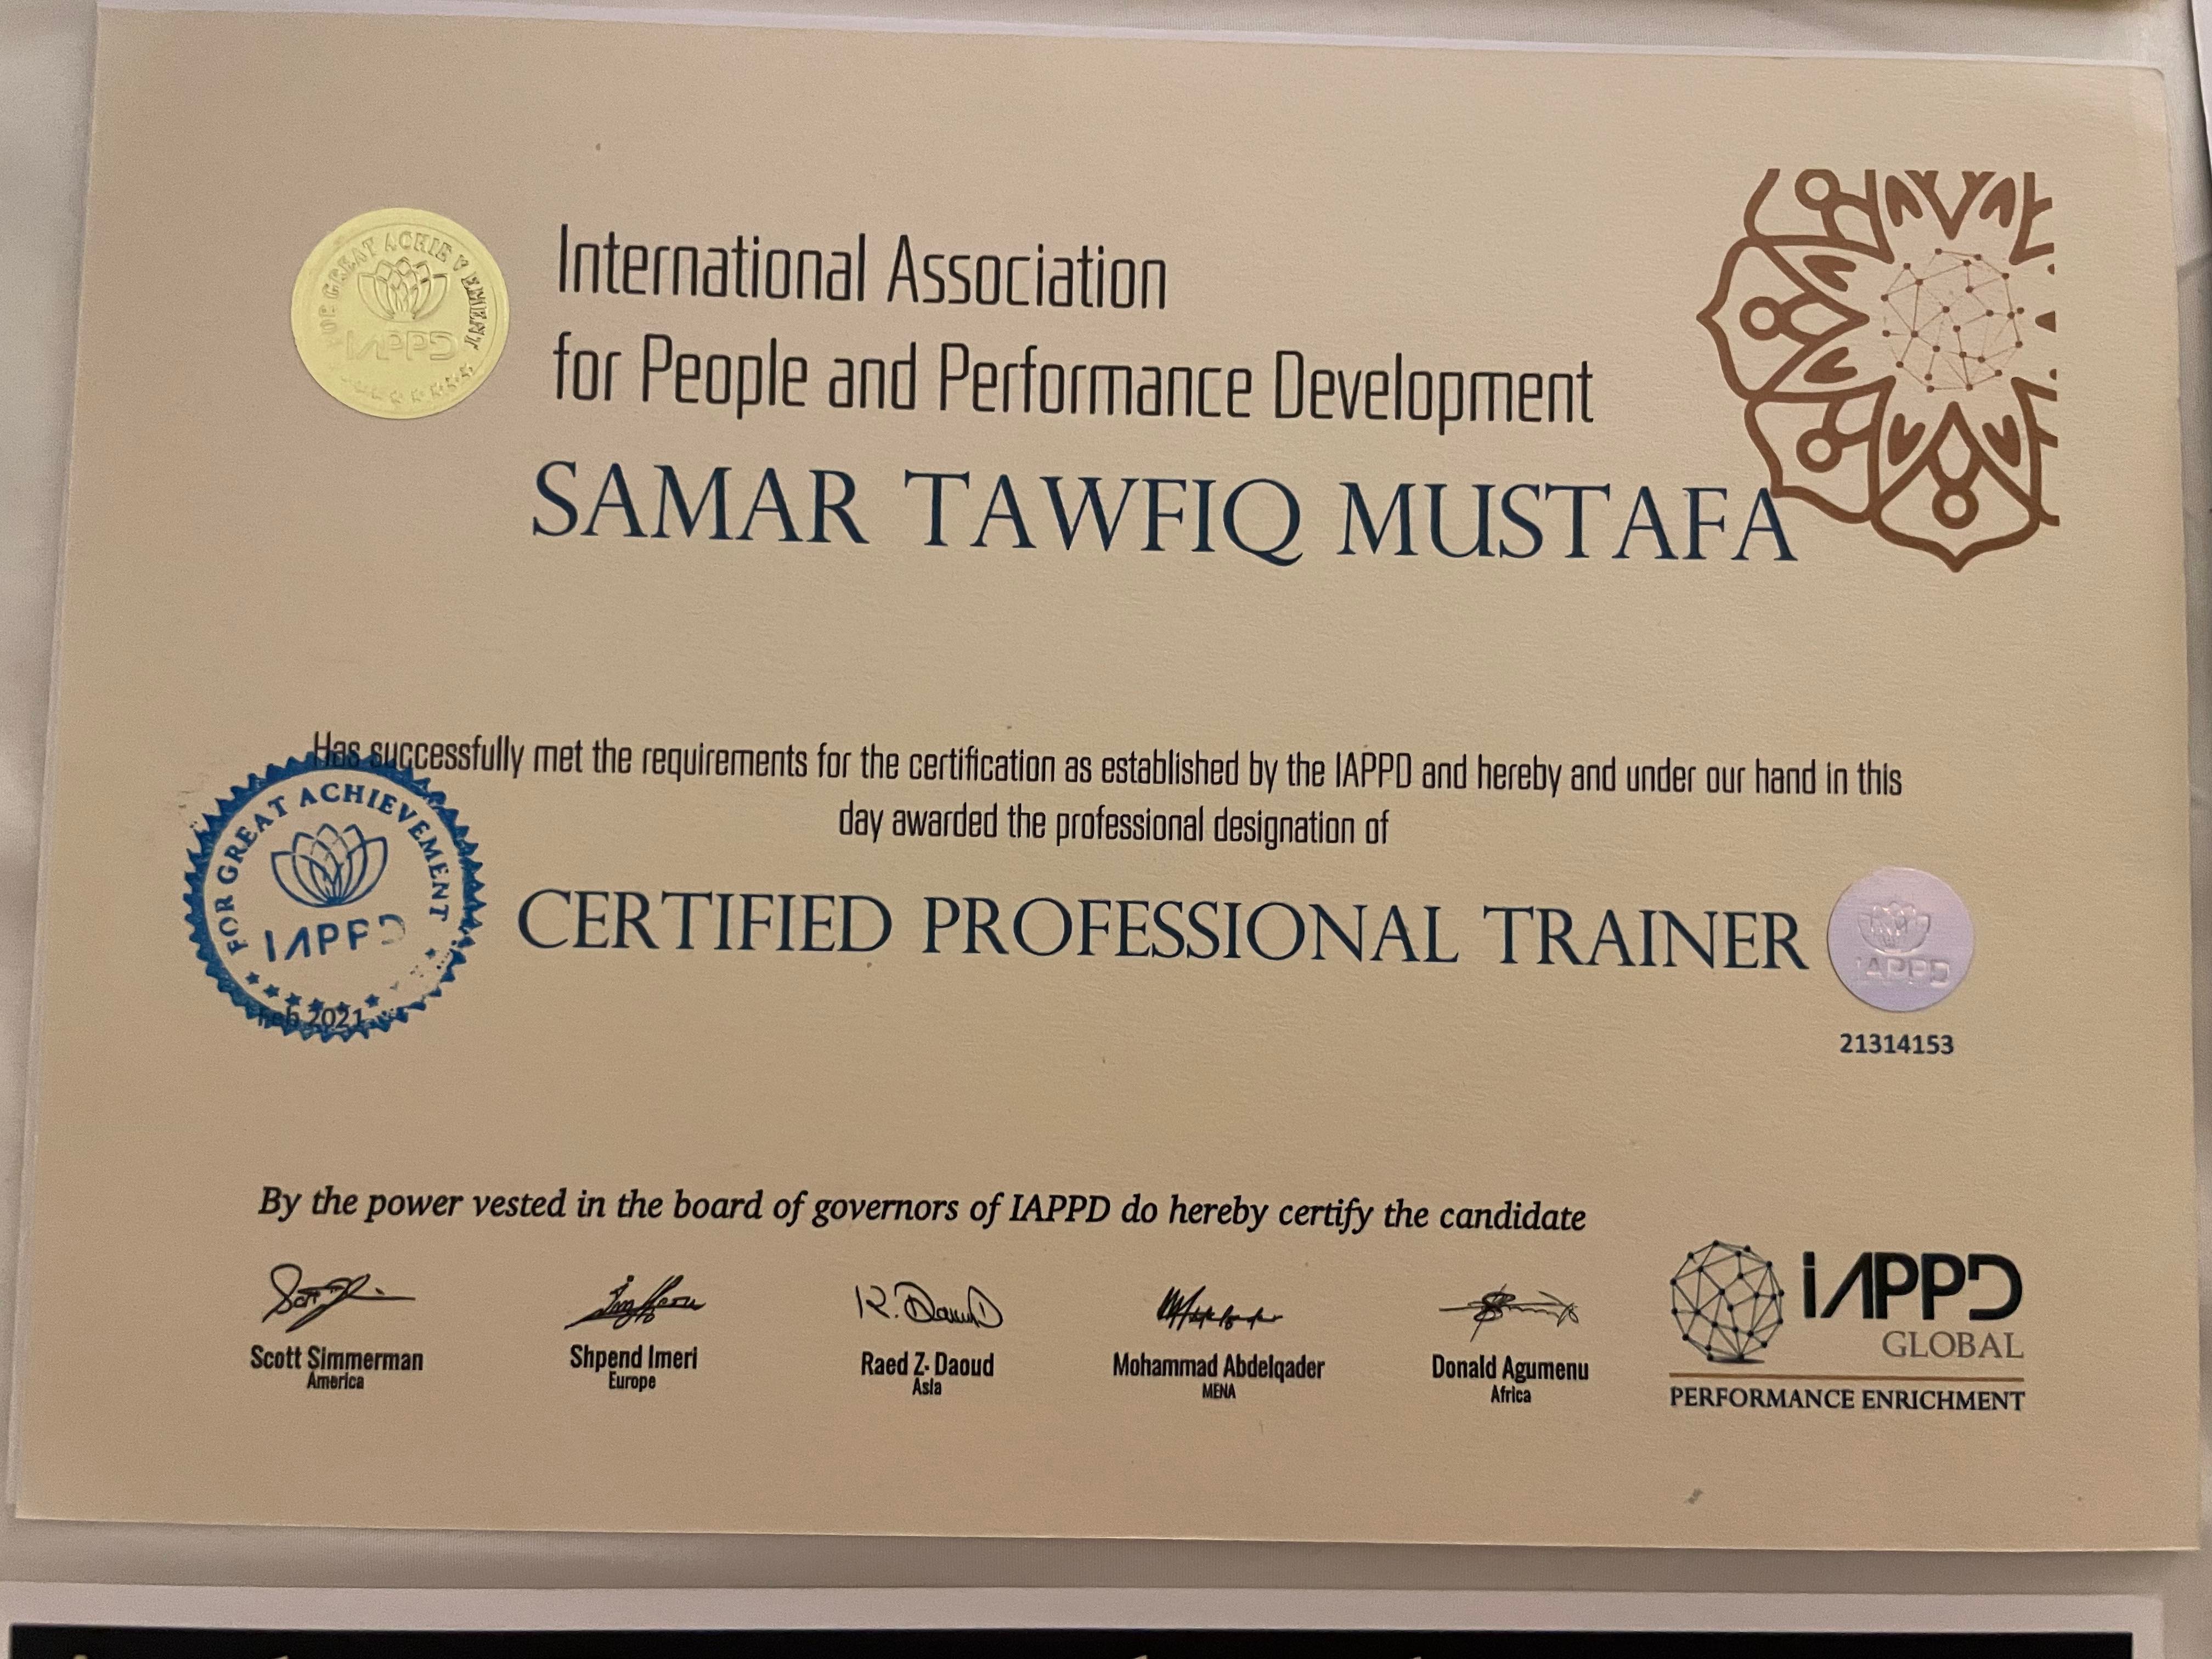 FOR GREAT ACHIEVEMENT
IAPPD
International Association
for People and Performance Development
SAMAR TAWFIQ MUSTAFA
Has successfully met the requirements for the certification as established by the IAPPD and hereby and under our hand in this
day awarded the professional designation of
FOR GREAT ACHIEVEMENT
IAPPD
Feb 2021
CERTIFIED PROFESSIONAL TRAINER
IAPPD
21314153
By the power vested in the board of governors of IAPPD do hereby certify the candidate
R. Daoud
Scott Simmerman
America
Shpend Imeri
Europe
Raed Z. Daoud
Asia
Mohammad Abdelqader
MENA
Donald Agumenu
Africa
iAPPD
GLOBAL
PERFORMANCE ENRICHMENT